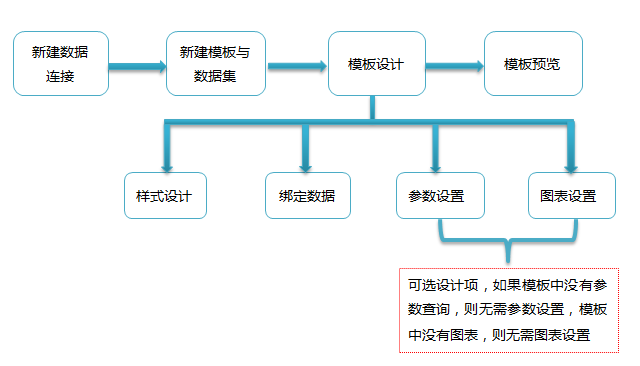 新建数据
连接
新建模板与
数据集
模板设计
模板预览
样式设计
绑定数据
参数设置
图表设置
可选设计项，如果模板中没有参
数查询，则无需参数设置，模板
中没有图表，则无需图表设置